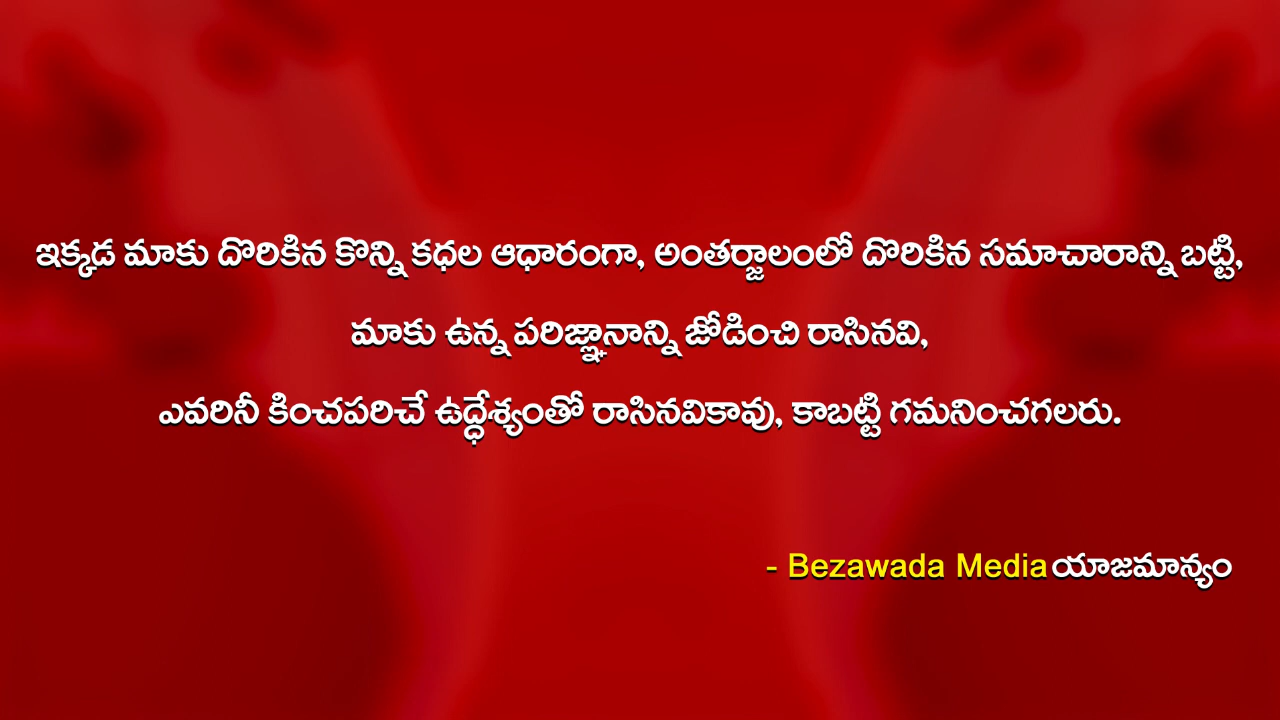 ఇక్కడ మాకు దొరికిన కొన్ని కధల ఆధారంగా, అంతర్జాలంలో దొరికిన సమాచారాన్ని బట్టి,
మాకు ఉన్న పరిజ్ఞానాన్ని జోడించి రాసినవి,
ఎవరినీ కించపరిచే ఉద్ధేశ్యంతో రాసినవికావు, కాబట్టి గమనించగలరు.
- Bezawada Media యాజమాన్యం